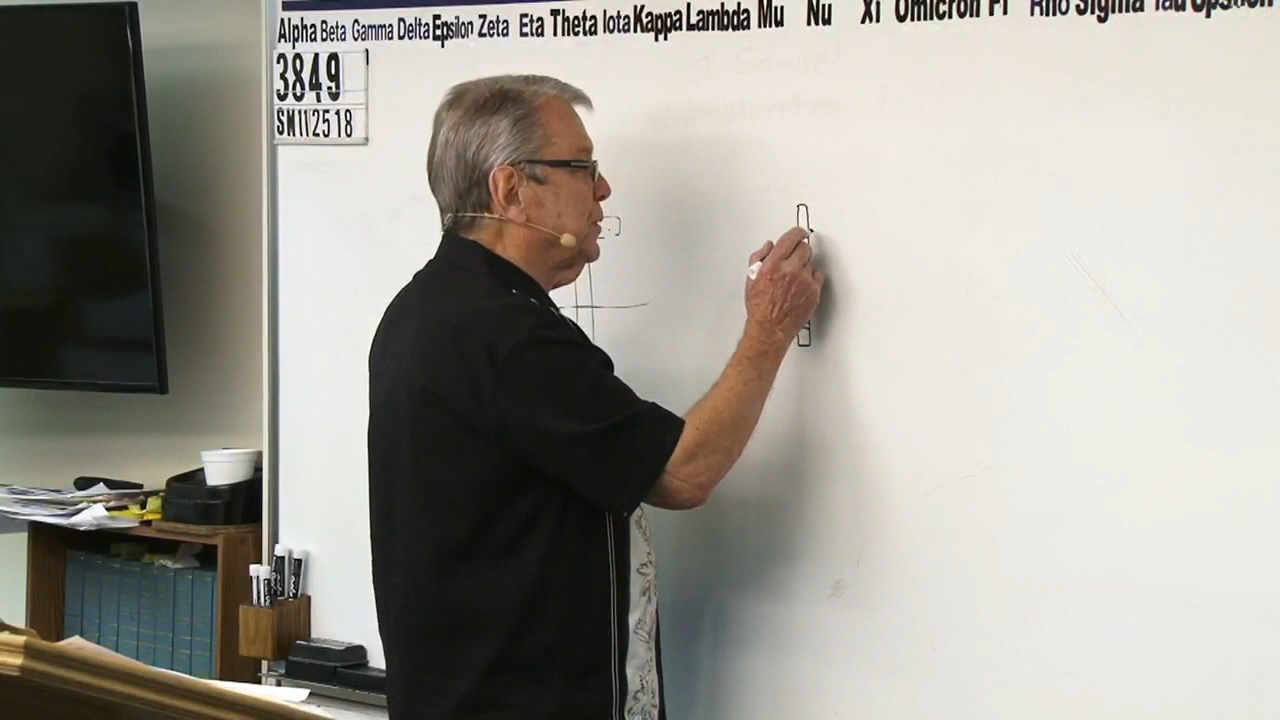 Alpha Beta Gamma Delta Epsilon Zeta Eta Theta Iota Kappa Lambda Mu Nu Xi Omicron Pi Rho Sigma Tau Upsilon
3849
SM112518